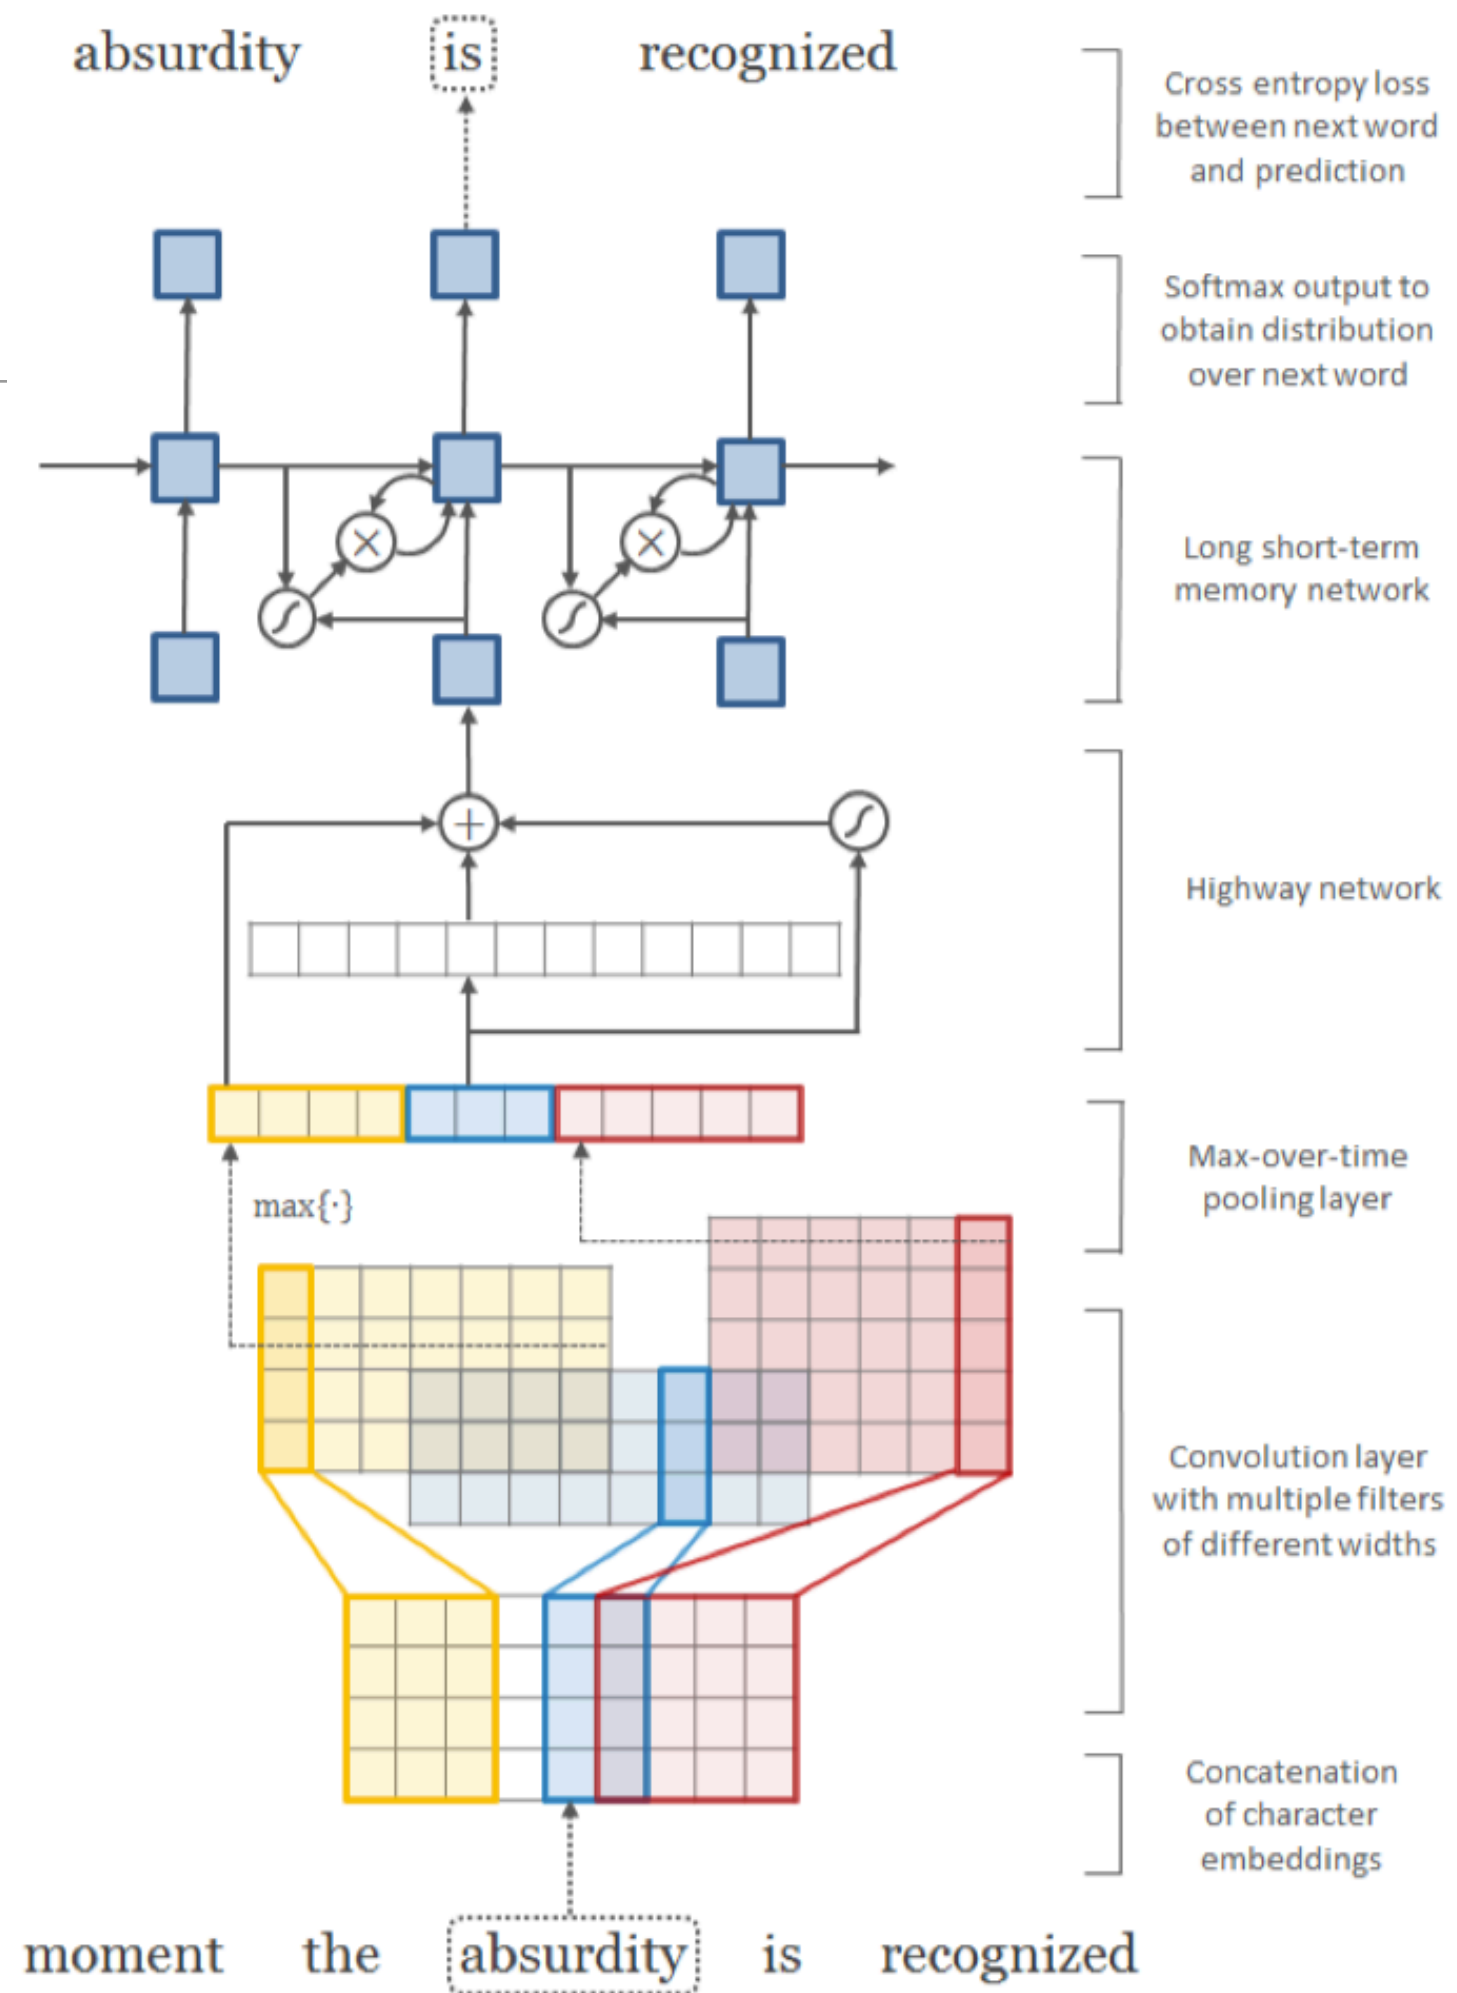 absurdity is recognized
Cross entropy loss
between next word
and prediction
Softmax output to
obtain distribution
over next word
Long short-term
memory network
+
Highway network
Max-over-time
pooling layer
max{·}
Convolution layer
with multiple filters
of different widths
Concatenation
of character
embeddings
moment the absurdity is recognized